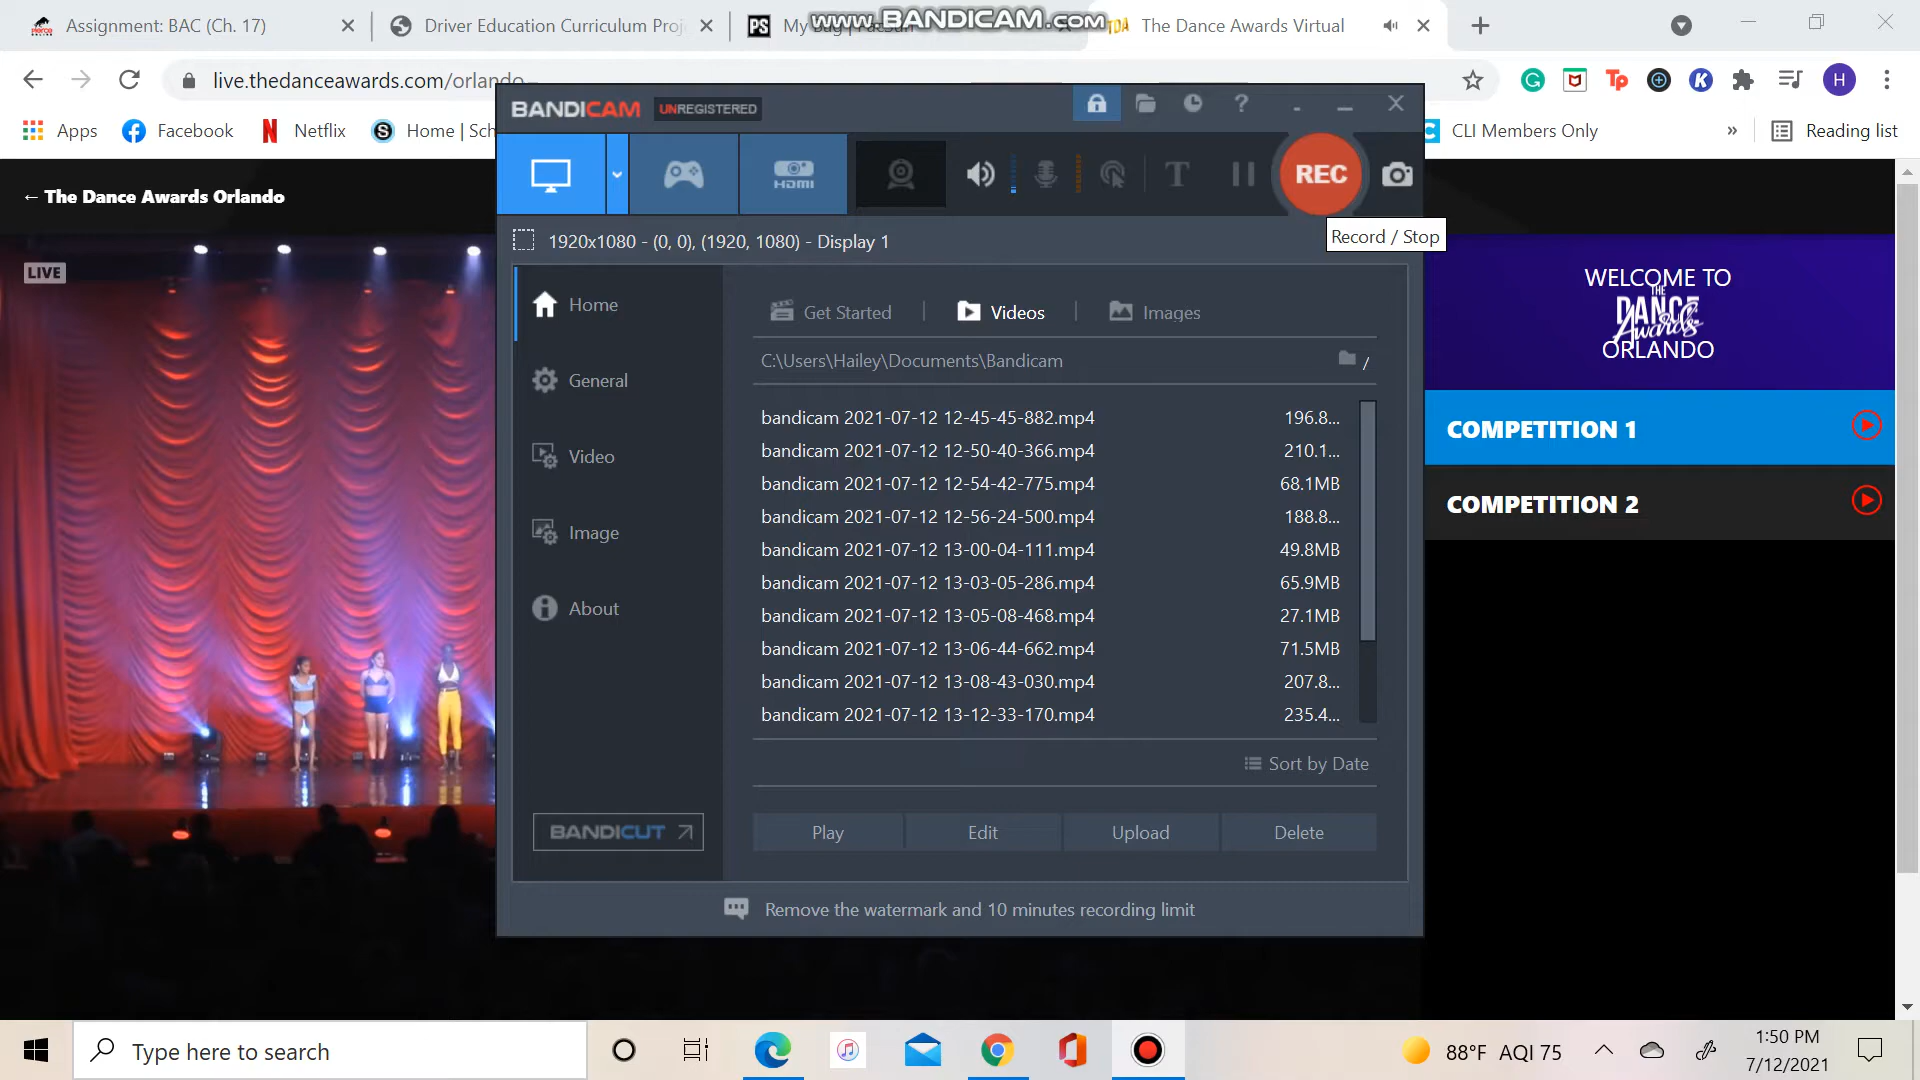 Assignment: BAC (Ch. 17)
Driver Education Curriculum Proj
www.BANDICAM.com
The Dance Awards Virtual
live.thedanceawards.com/orlando
Apps
Facebook
Netflix
Home | Sch
CLI Members Only
Reading list
← The Dance Awards Orlando
LIVE
BANDICAM UNREGISTERED
HDMI
REC
Record / Stop
1920x1080 - (0, 0), (1920, 1080) - Display 1
Home
General
Video
Image
About
BANDICUT
Get Started
Videos
Images
C:\Users\Hailey\Documents\Bandicam
bandicam 2021-07-12 12-45-45-882.mp4 196.8...
bandicam 2021-07-12 12-50-40-366.mp4 210.1...
bandicam 2021-07-12 12-54-42-775.mp4 68.1MB
bandicam 2021-07-12 12-56-24-500.mp4 188.8...
bandicam 2021-07-12 13-00-04-111.mp4 49.8MB
bandicam 2021-07-12 13-03-05-286.mp4 65.9MB
bandicam 2021-07-12 13-05-08-468.mp4 27.1MB
bandicam 2021-07-12 13-06-44-662.mp4 71.5MB
bandicam 2021-07-12 13-08-43-030.mp4 207.8...
bandicam 2021-07-12 13-12-33-170.mp4 235.4...
Sort by Date
Play
Edit
Upload
Delete
Remove the watermark and 10 minutes recording limit
WELCOME TO
THE
DANCE
Awards
ORLANDO
COMPETITION 1
COMPETITION 2
Type here to search
88°F AQI 75
1:50 PM
7/12/2021